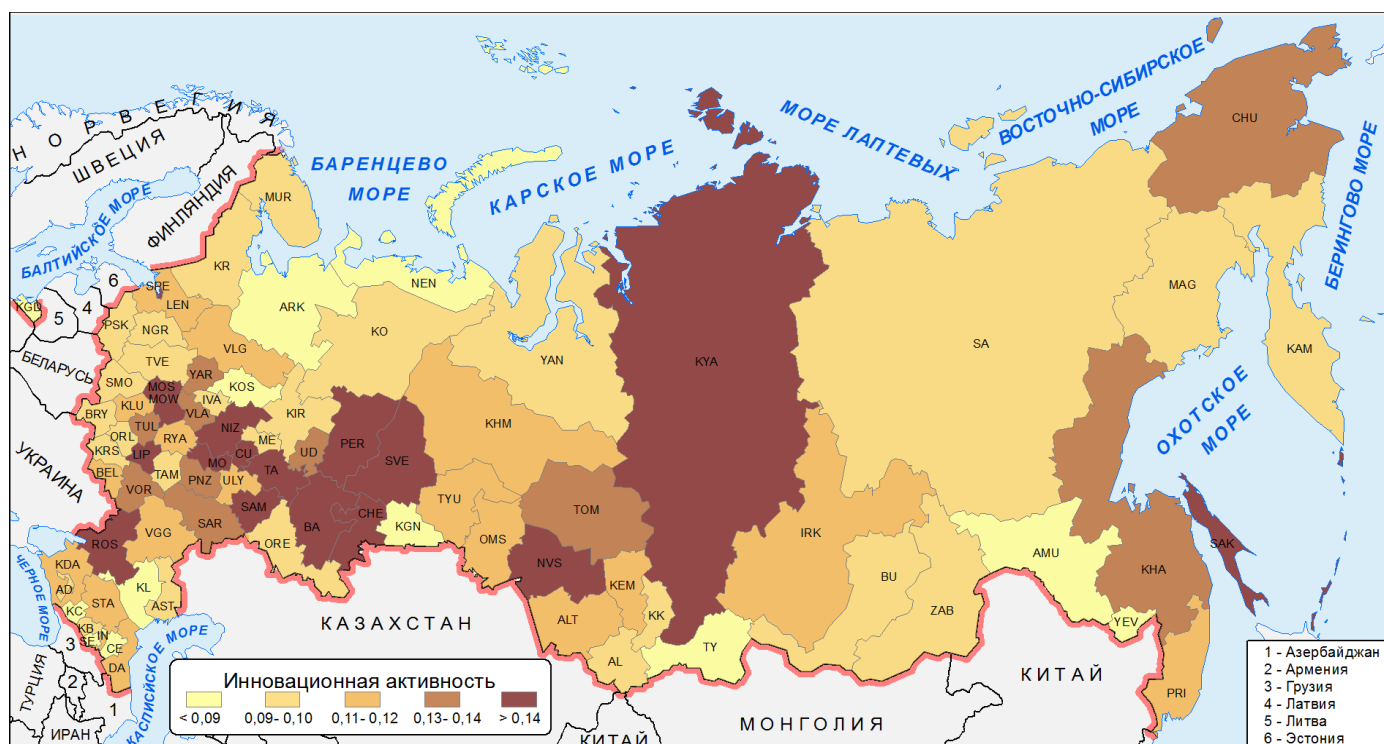 НОРВЕГИЯ
ШВЕЦИЯ
ФИНЛЯНДИЯ
БАЛТИЙСКОЕ МОРЕ
БАРЕНЦЕВО
МОРЕ
КАРСКОЕ МОРЕ
МОРЕ ЛАПТЕВЫХ
ВОСТОЧНО-СИБИРСКОЕ
МОРЕ
БЕРИНГОВО МОРЕ
ОХОТСКОЕ
МОРЕ
CHU
MUR
KR
SPE
LEN
6
4
5
KGD
ARK
NEN
KO
YAN
KYA
SA
MAG
KAM
PSK
NGR
VLG
TVE
БЕЛАРУСЬ
SMO
YAR
KOS
MOS
MOW
IVA
KLU
VLA
KIR
BRY
TUL
NIZ
ORL
RYA
ME
UD
PER
SVE
KHM
KRS
LIP
MO
CU
TA
УКРАИНА
BEL
TAM
PNZ
ULY
VOR
SAM
BA
CHE
KGN
TYU
OMS
TOM
NVS
IRK
ROS
VGG
SAR
ORE
KEM
KK
BU
ZAB
AMU
KHA
SAK
YEV
PRI
KDA
AD
STA
KL
AST
KC
KB
SE
IN
CE
DA
ALT
AL
TY
ЧЕРНОЕ МОРЕ
КАСПИСЙКОЕ МОРЕ
3
2
1
ТУРЦИЯ
ИРАН
КАЗАХСТАН
КИТАЙ
МОНГОЛИЯ
КИТАЙ
Инновационная активность
< 0,09 0,09- 0,10 0,11- 0,12 0,13- 0,14 > 0,14
1 - Азербайджан
2 - Армения
3 - Грузия
4 - Латвия
5 - Литва
6 - Эстония